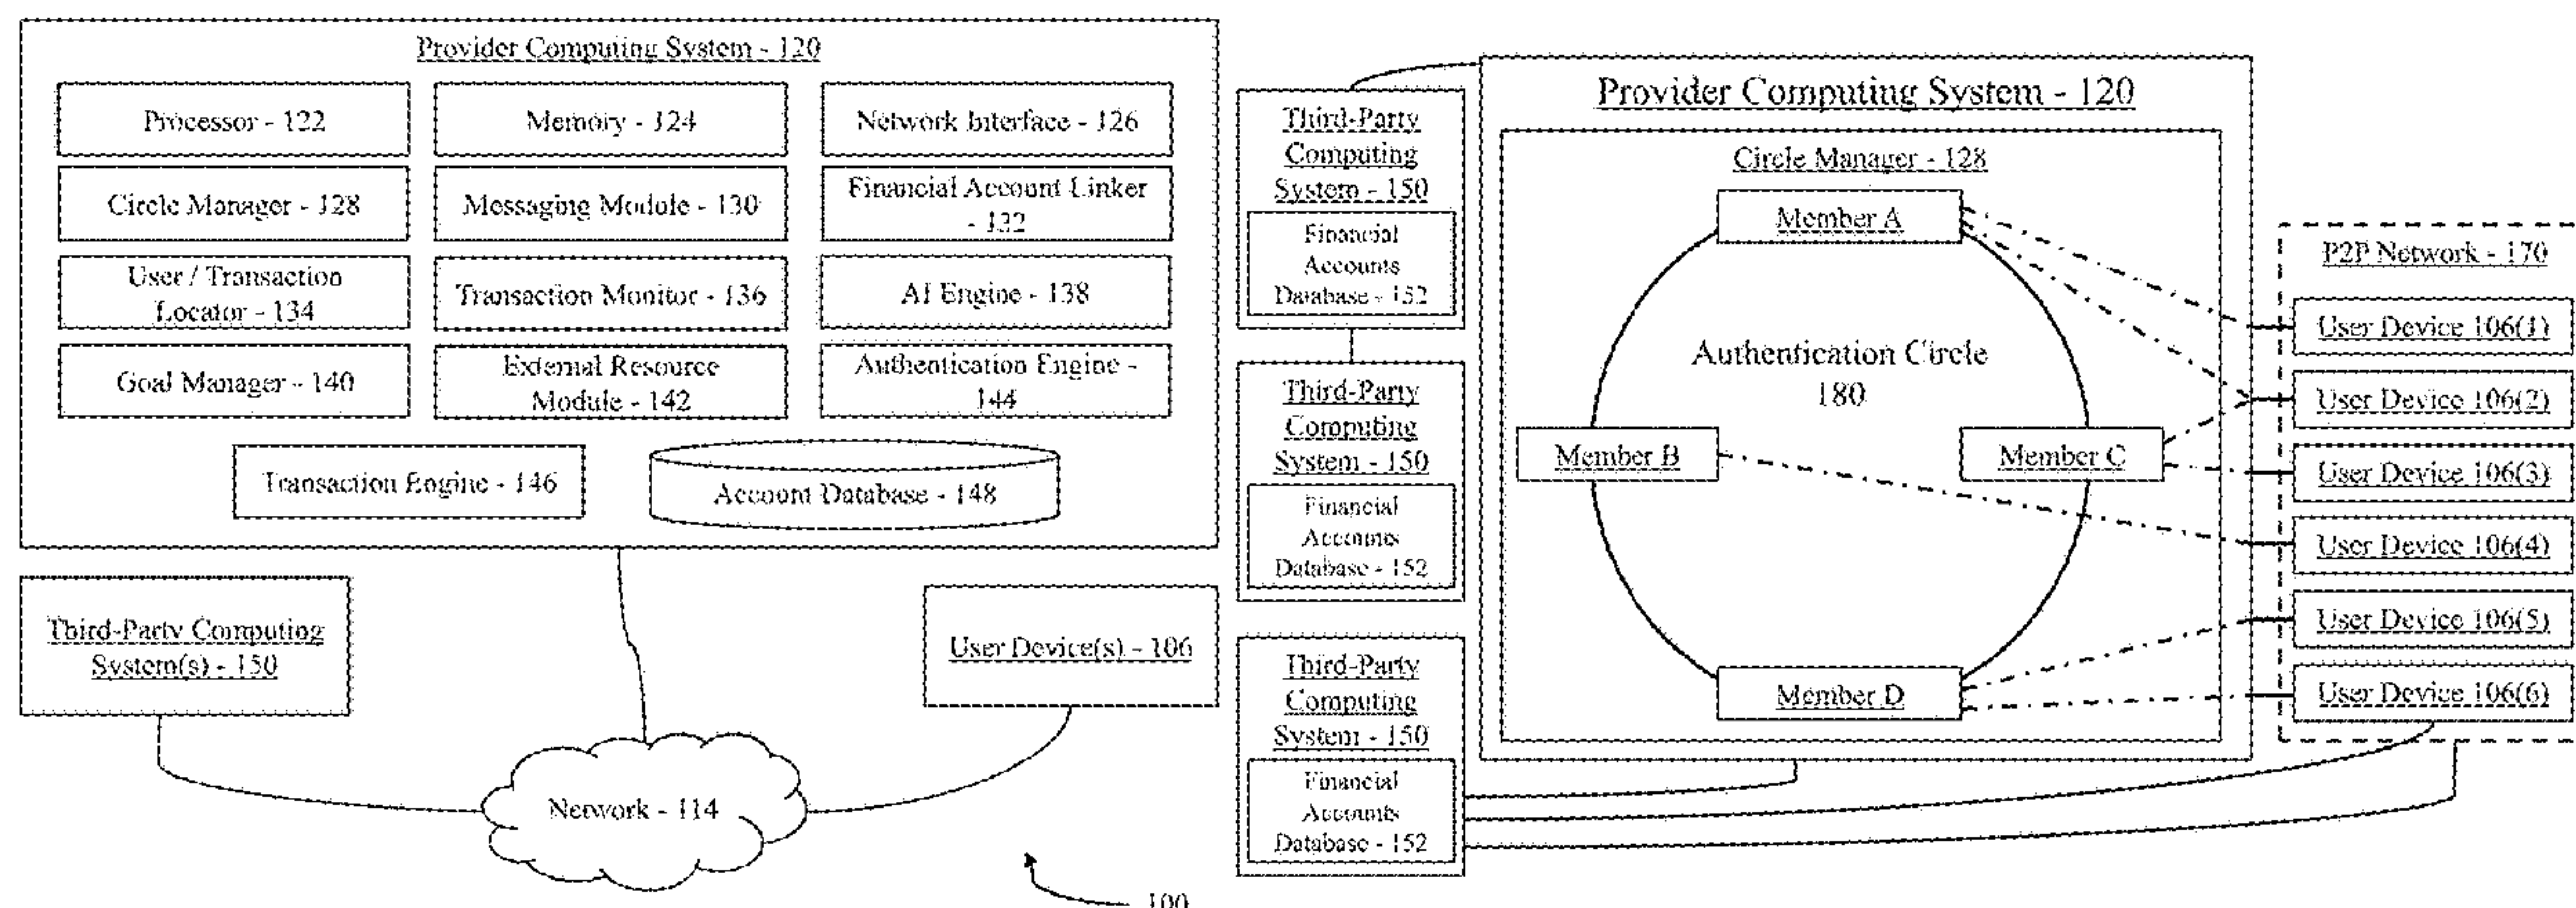 Provider Computing System - 120
Processor - 122
Memory - 124
Network Interface - 126
Circle Manager - 128
Messaging Module - 130
Financial Account Linker
- 132
User / Transaction
Locator - 134
Transaction Monitor - 136
AI Engine - 138
Goal Manager - 140
External Resource
Module - 142
Authentication Engine -
144
Transaction Engine - 146
Account Database - 148
Third-Party Computing
System(s) - 150
User Device(s) - 106
Network - 114
100
Third-Party
Computing
System - 150
Financial
Accounts
Database - 152
Third-Party
Computing
System - 150
Financial
Accounts
Database - 152
Third-Party
Computing
System - 150
Financial
Accounts
Database - 152
Provider Computing System - 120
Circle Manager - 128
Member A
Authentication Circle
180
Member B
Member C
Member D
P2P Network - 170
User Device 106(1)
User Device 106(2)
User Device 106(3)
User Device 106(4)
User Device 106(5)
User Device 106(6)